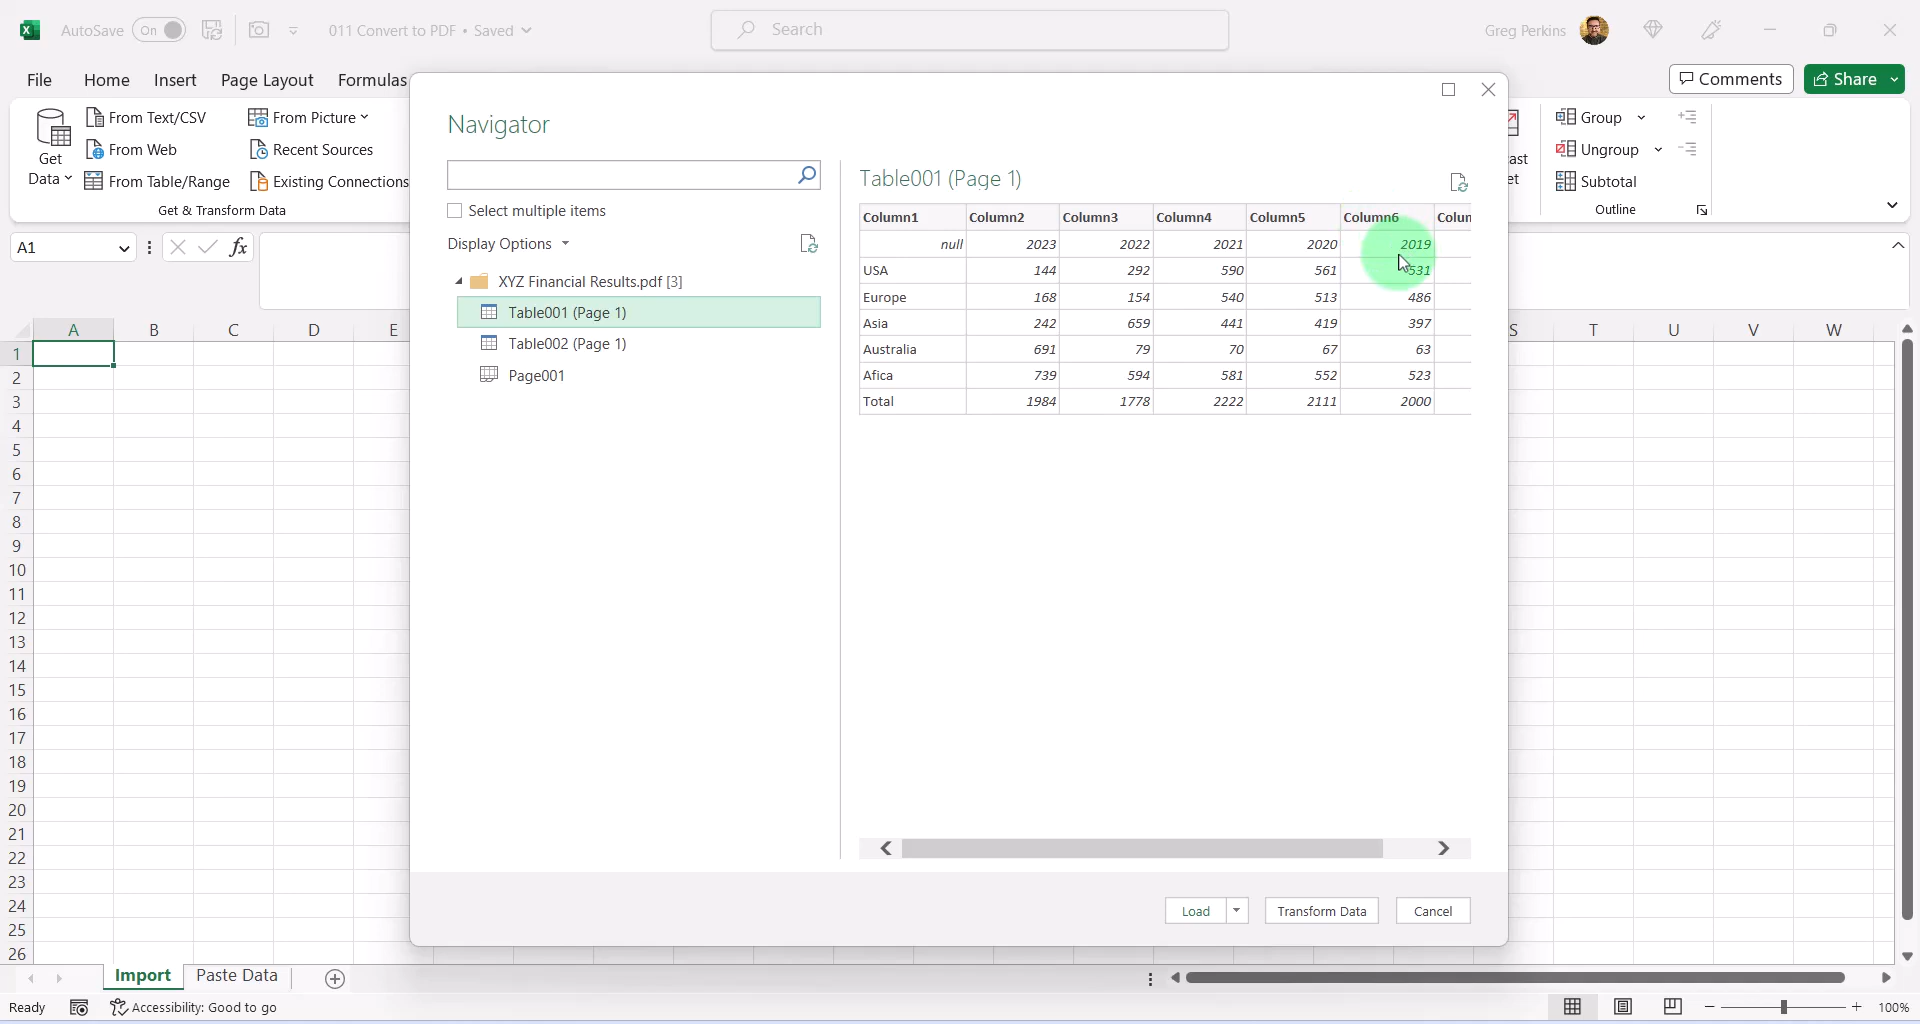 AutoSave On 011 Convert to PDF • Saved Search Greg Perkins
File Home Insert Page Layout Formulas Comments Share
Get Data
From Text/CSV
From Web
From Table/Range
From Picture
Recent Sources
Existing Connections
Get & Transform Data
ast
et
Group
Ungroup
Subtotal
Outline
A1 fx
A B C D E S T U V W
1
2
3
4
5
6
7
8
9
10
11
12
13
14
15
16
17
18
19
20
21
22
23
24
25
26
Navigator
Select multiple items
Display Options
XYZ Financial Results.pdf [3]
Table001 (Page 1)
Table002 (Page 1)
Page001
Table001 (Page 1)
Column1 Column2 Column3 Column4 Column5 Column6 Colun
null 2023 2022 2021 2020 2019
USA 144 292 590 561 531
Europe 168 154 540 513 486
Asia 242 659 441 419 397
Australia 691 79 70 67 63
Afica 739 594 581 552 523
Total 1984 1778 2222 2111 2000
Load Transform Data Cancel
Import Paste Data
Ready Accessibility: Good to go 100%